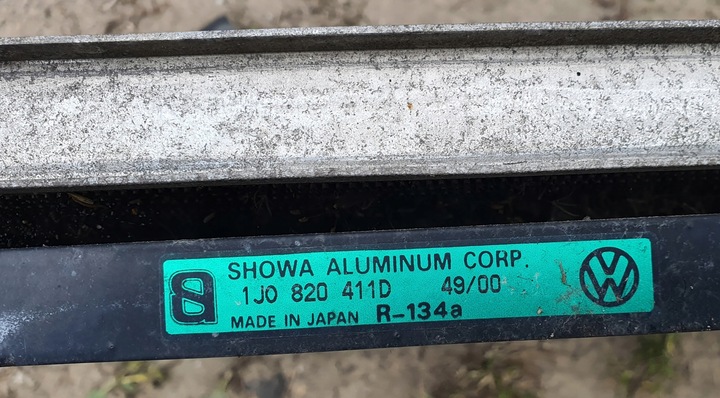 SHOWA ALUMINUM CORP.
1J0 820 411D 49/00
MADE IN JAPAN R-134a